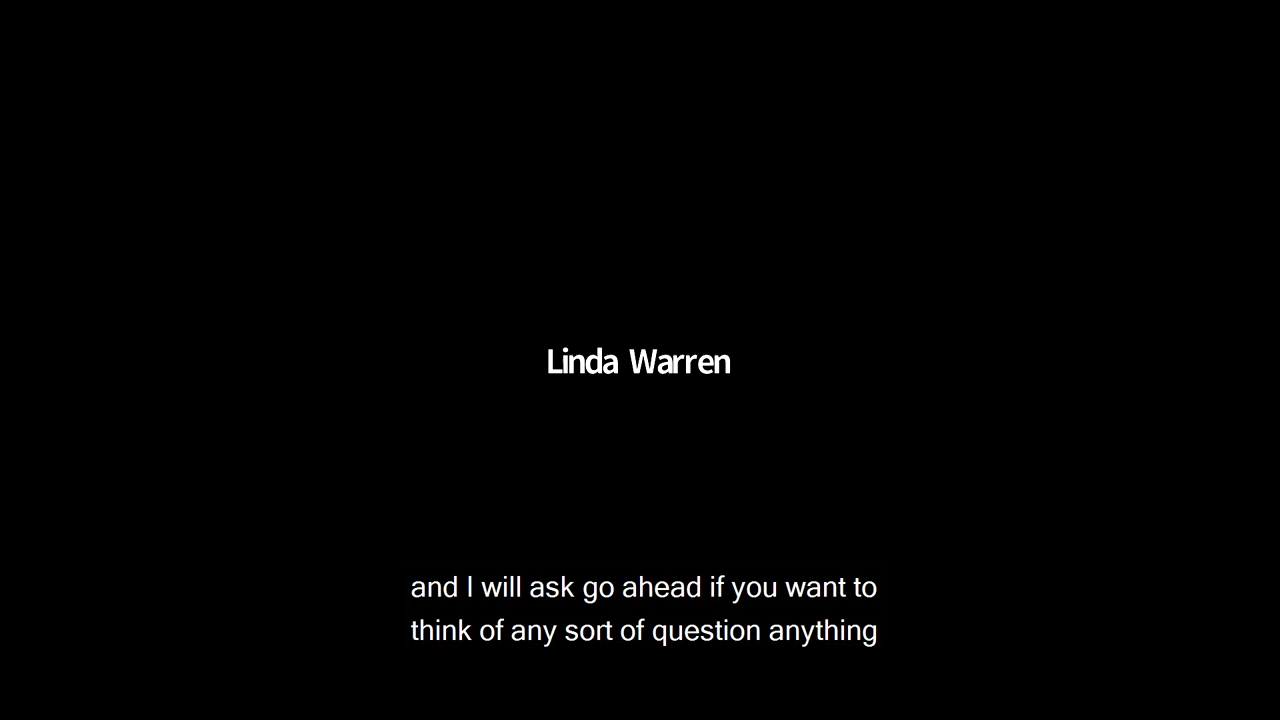 Linda Warren
and I will ask go ahead if you want to
think of any sort of question anything